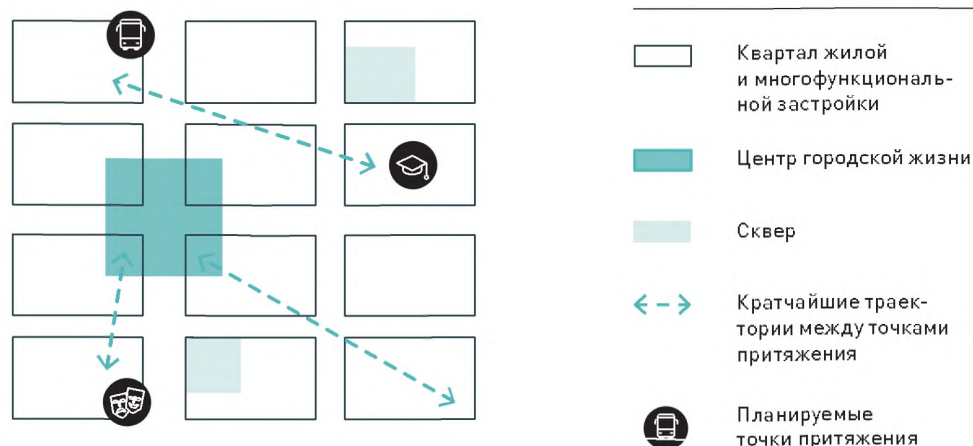 Квартал жилой
и многофункциональ-
ной застройки
Центр городской жизни
Сквер
Кратчайшие траек-
тории между точками
притяжения
Планируемые
точки притяжения